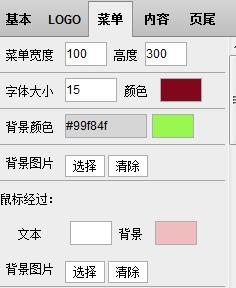 基本 LOGO 菜单 内容 页尾
菜单宽度 100 高度 300
字体大小 15 颜色
背景颜色 #99f84f
背景图片 选择 清除
鼠标经过：
文本 背景
背景图片 选择 清除